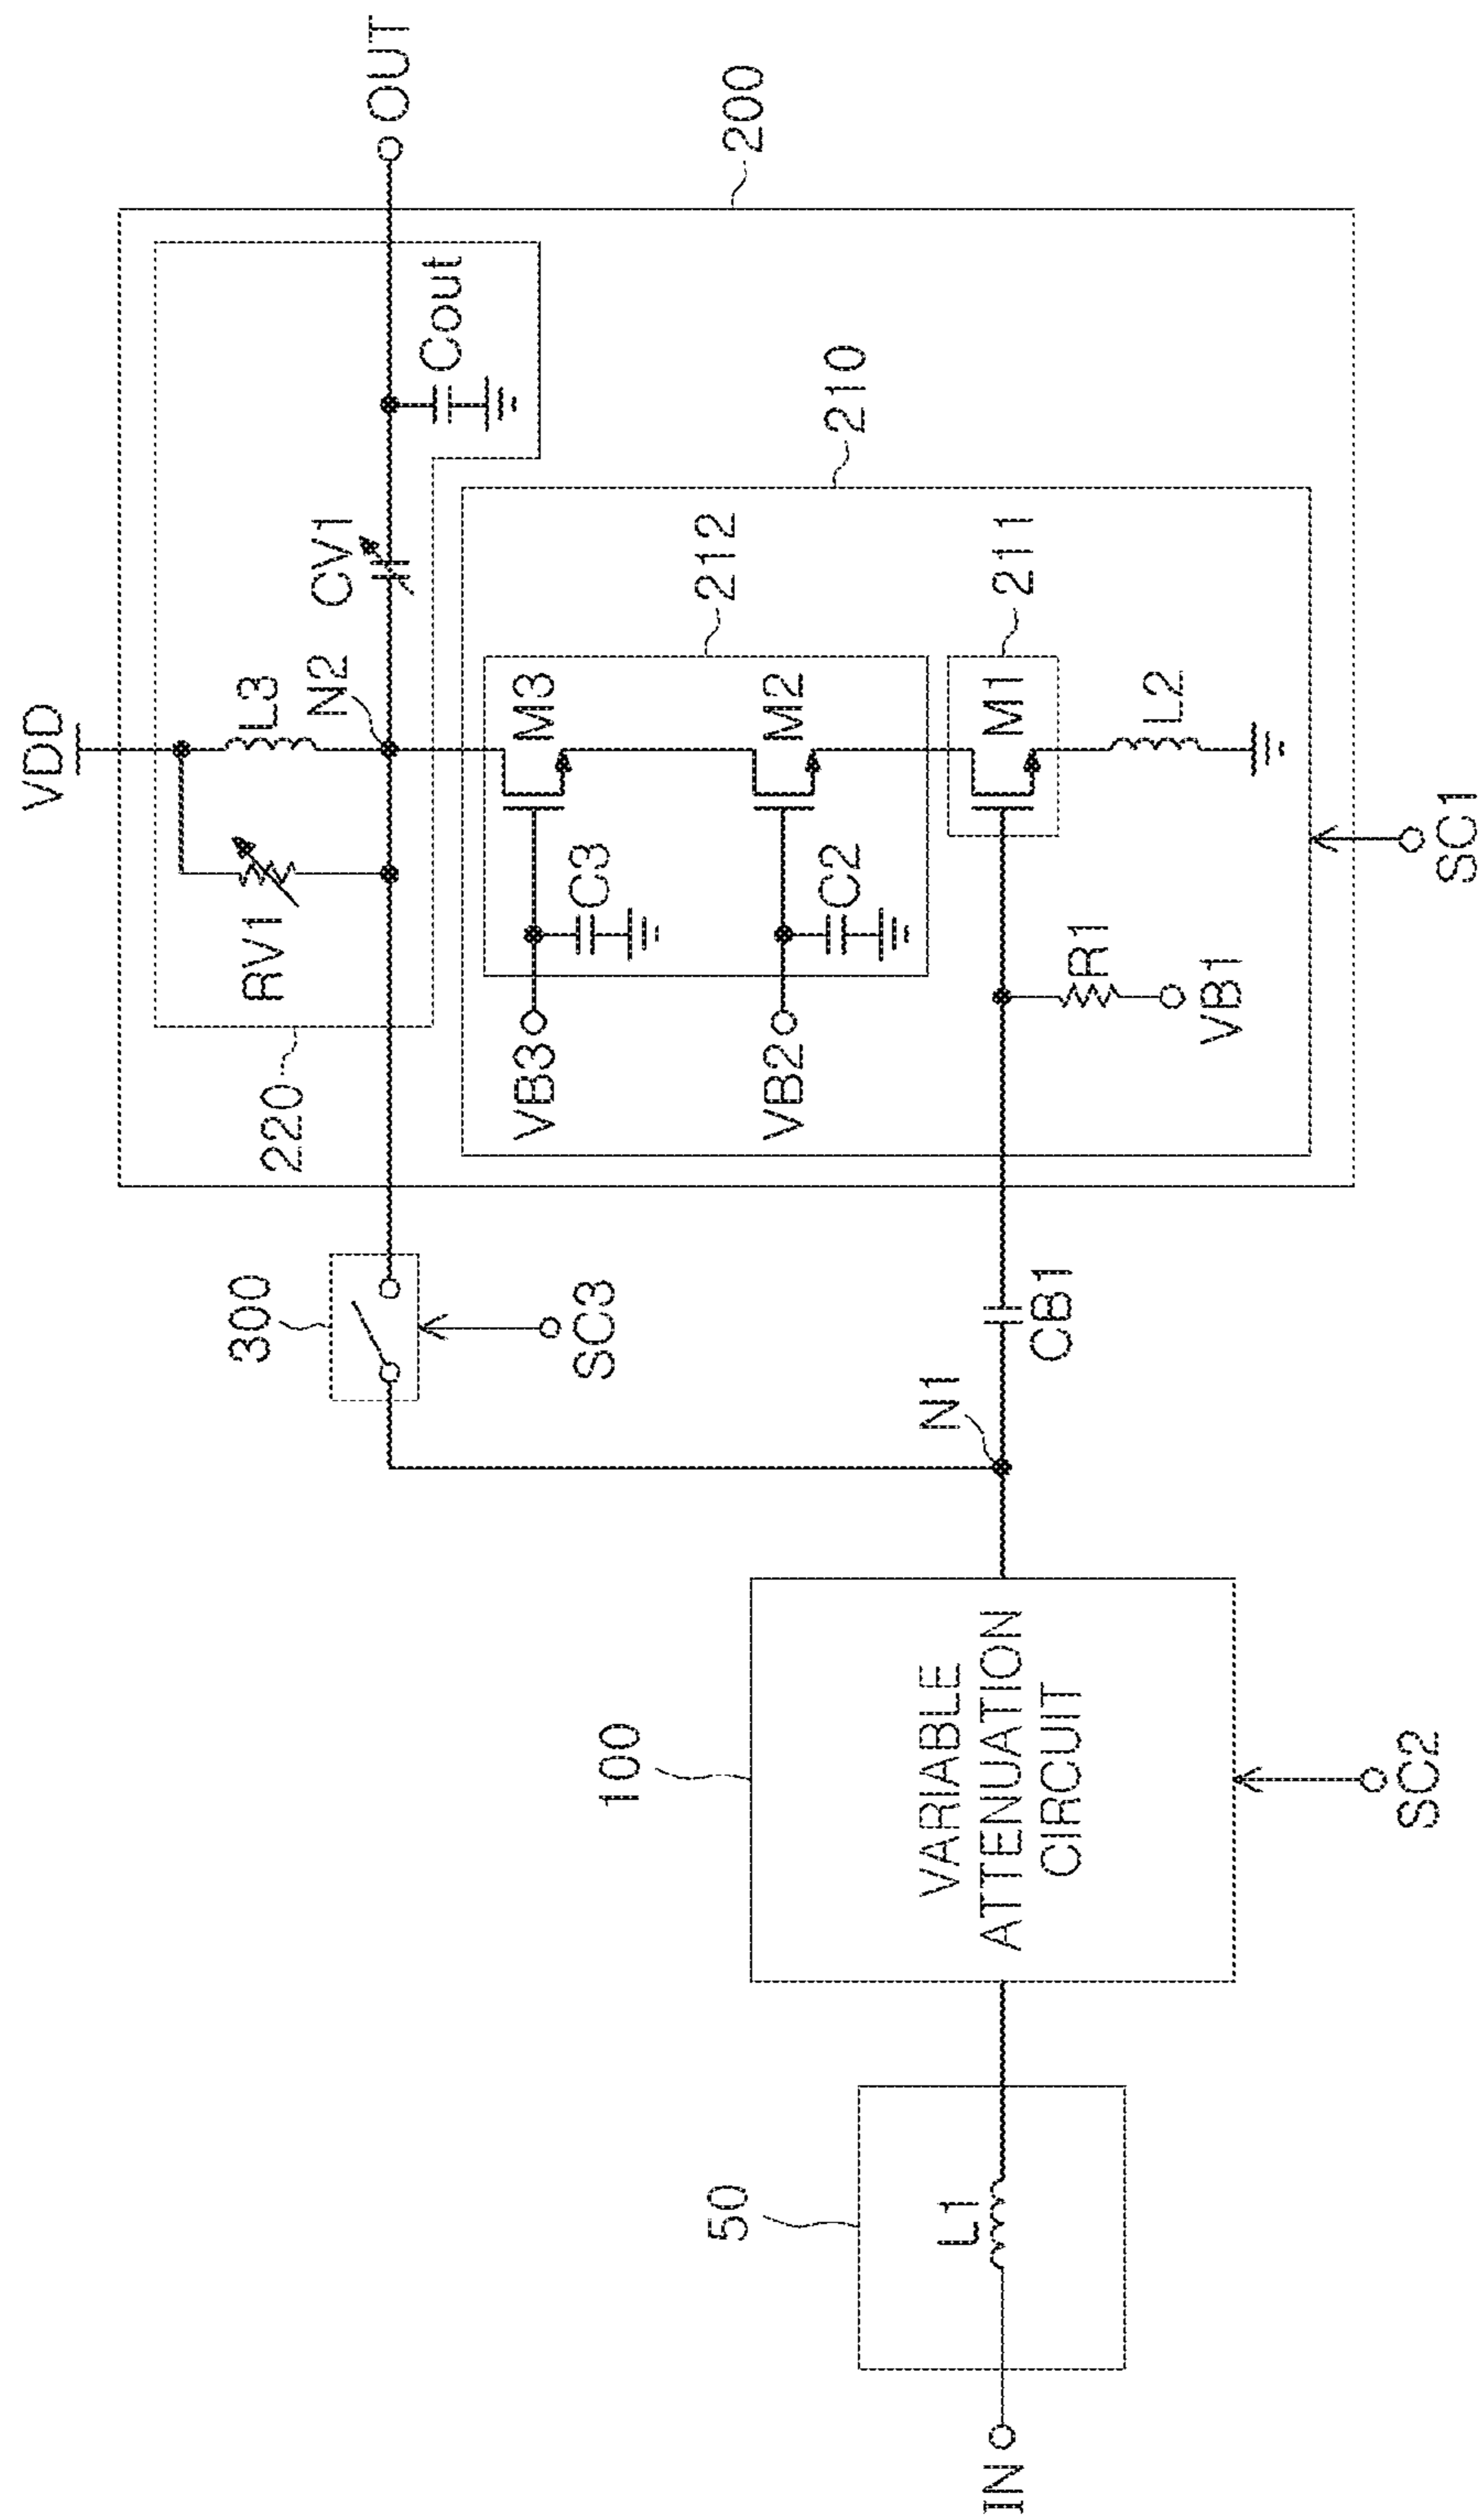 VDD
OUT
L3
N2
RV1
CV1
Cout
220
200
300
SC3
VB3
C3
M3
212
210
VB2
C2
M2
M1
211
L2
R1
VB1
SC1
N1
CB1
100
VARIABLE
ATTENUATION
CIRCUIT
SC2
50
L1
IN